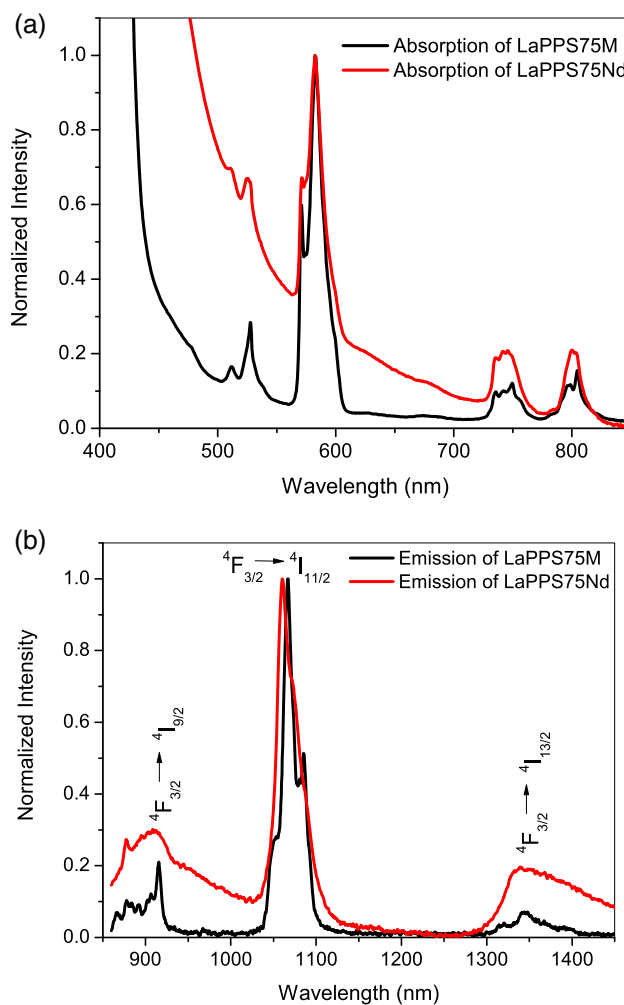 (a)
Absorption of LaPPS75M
Absorption of LaPPS75Nd
Normalized Intensity
1.0
0.8
0.6
0.4
0.2
0.0
400 500 600 700 800
Wavelength (nm)
(b)
⁴F₃/₂ → ⁴I₁₁/₂
Emission of LaPPS75M
Emission of LaPPS75Nd
Normalized Intensity
1.0
0.8
0.6
0.4
0.2
0.0
⁴F₃/₂ → ⁴I₉/₂
⁴F₃/₂ → ⁴I₁₃/₂
900 1000 1100 1200 1300 1400
Wavelength (nm)